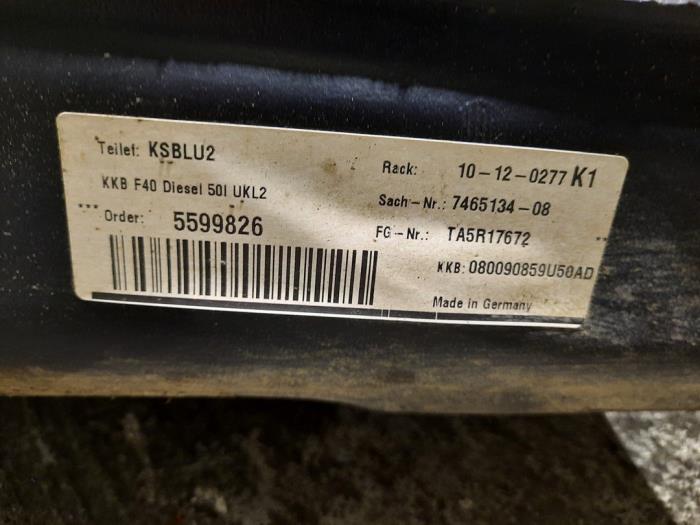 Teilef: KSBLU2
KKB F40 Diesel 50l UKL2
*** Order: 5599826
Rack: 10-12-0277 K1
Sach-Nr.: 7465134-08
FG-Nr.: TA5R17672
KKB: 080090859U50AD
Made in Germany